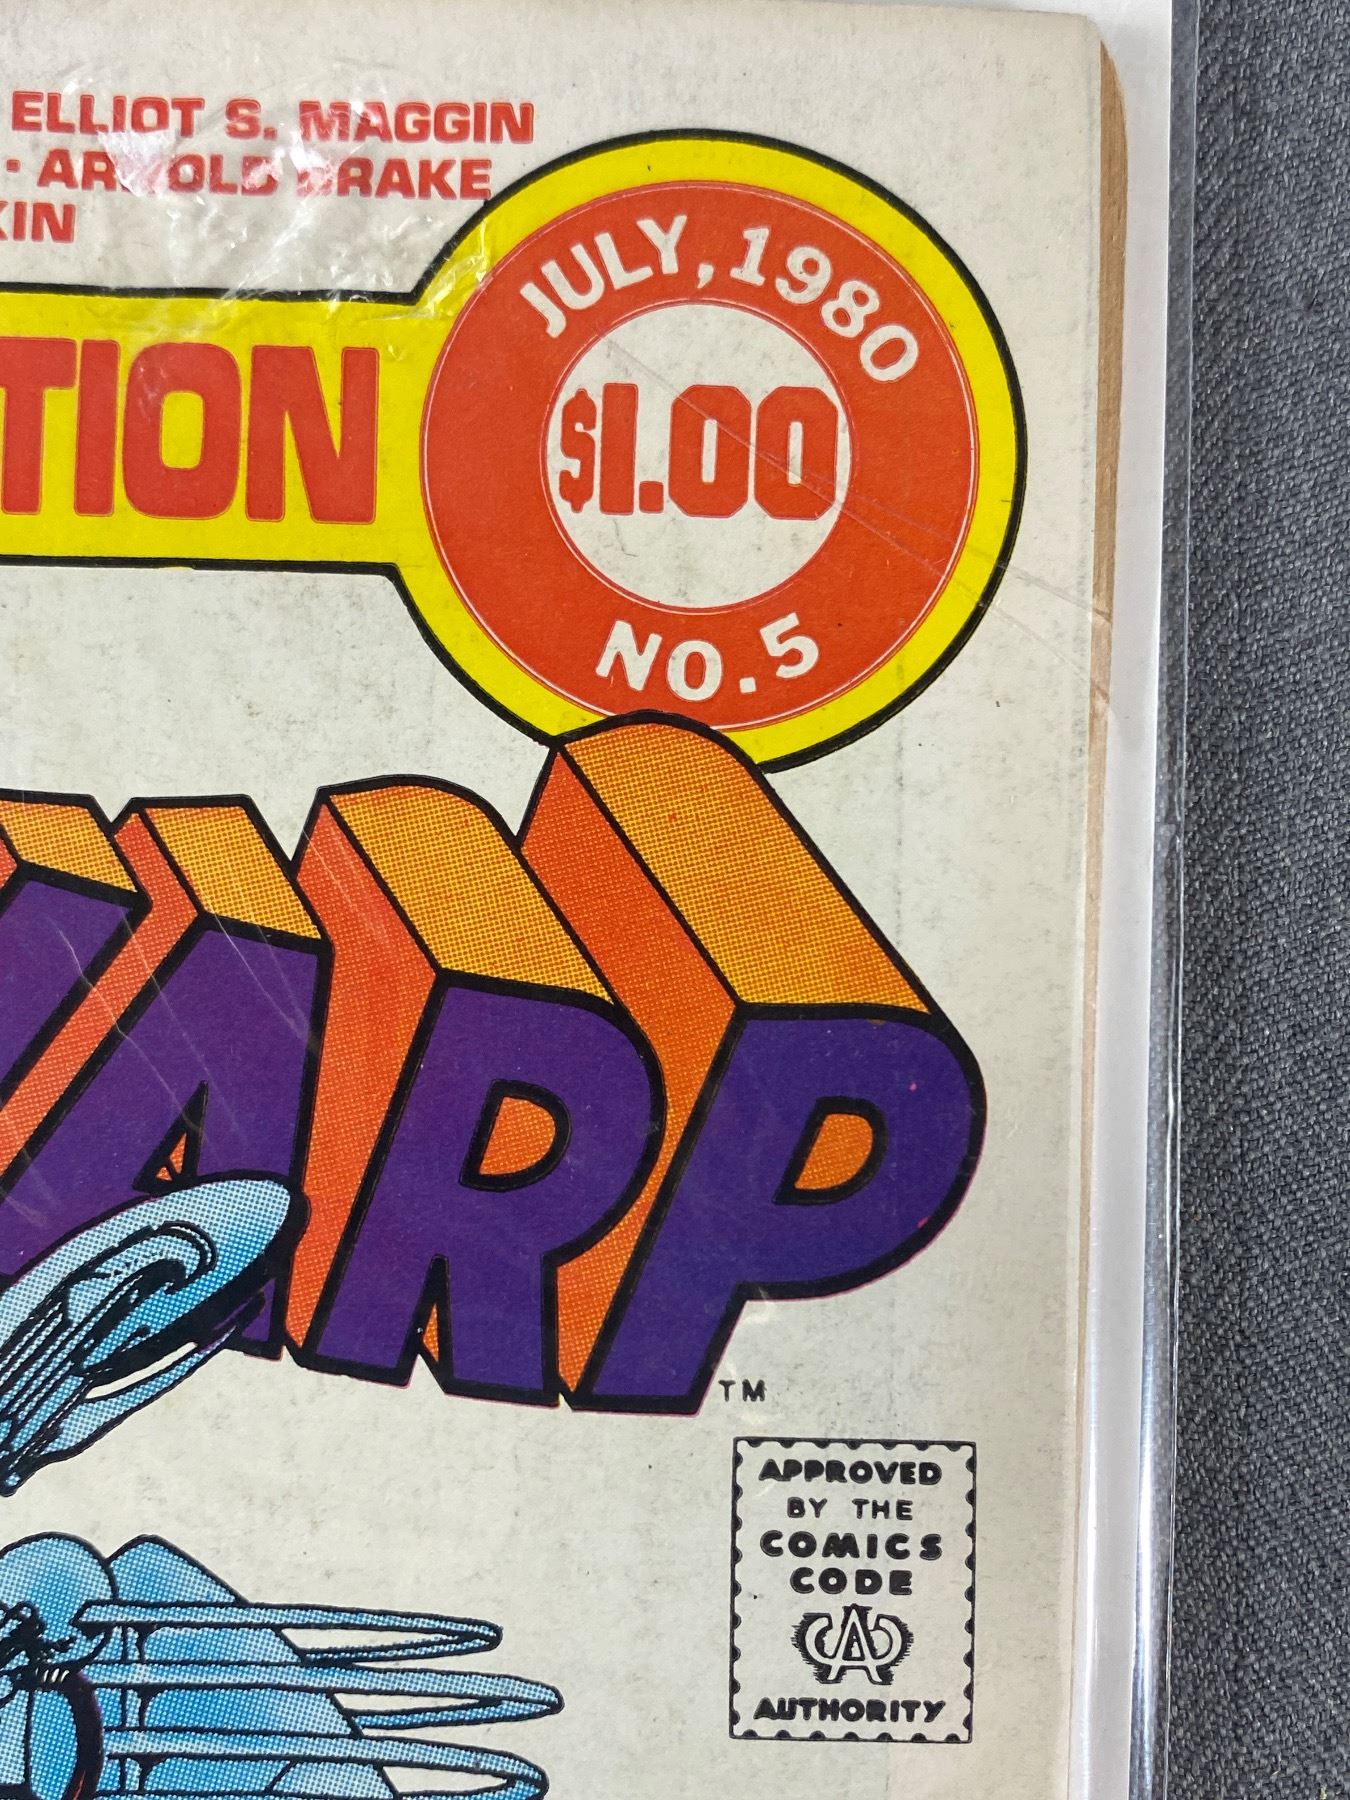 ELLIOT S. MAGGIN
· ARNOLD DRAKE
KIN
JULY, 1980
TION
$1.00
NO. 5
WARP
TM
APPROVED
BY THE
COMICS
CODE
CA
AUTHORITY